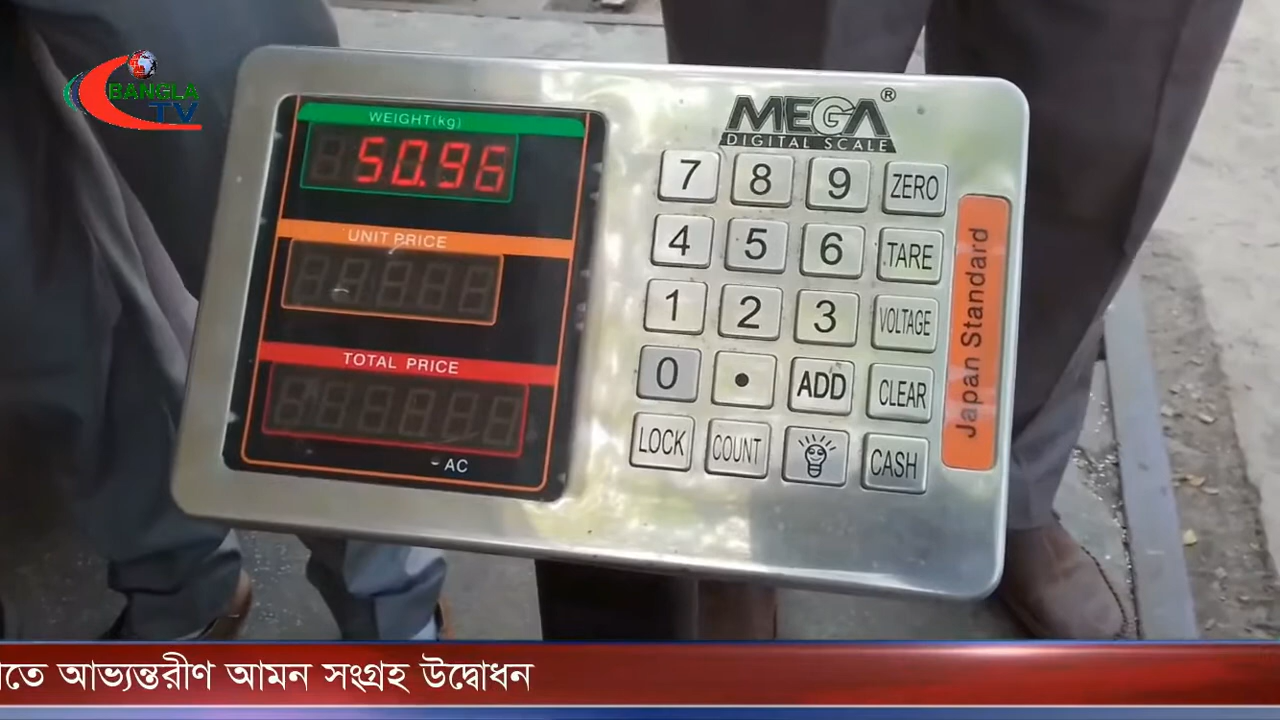 BANGLA
TV
WEIGHT(kg)
50.96
UNIT PRICE
TOTAL PRICE
AC
MEGA®
DIGITAL SCALE
7 8 9 ZERO
4 5 6 TARE
1 2 3 VOLTAGE
0 • ADD CLEAR
LOCK COUNT CASH
Japan Standard
আভ্যন্তরীণ আমন সংগ্রহ উদ্বোধন